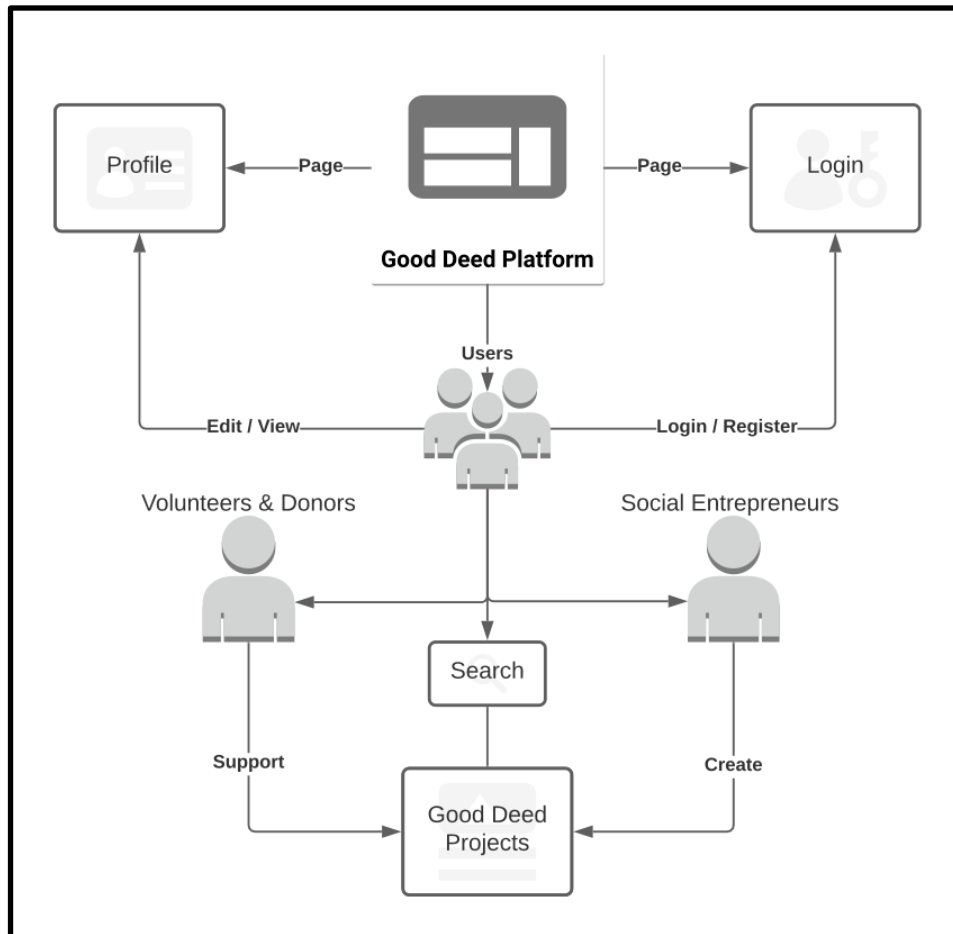 Profile
Page
Page
Login
Good Deed Platform
Users
Edit / View
Login / Register
Volunteers & Donors
Social Entrepreneurs
Search
Support
Create
Good Deed
Projects